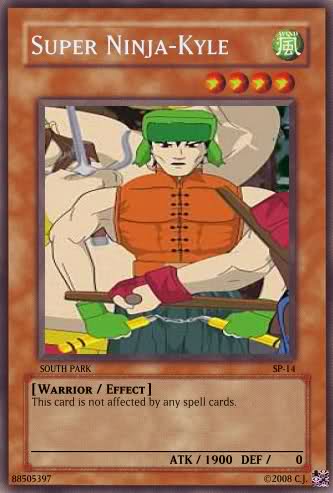 SUPER NINJA-KYLE
WIND
風
SOUTH PARK
SP-14
[WARRIOR / EFFECT]
This card is not affected by any spell cards.
ATK / 1900 DEF / 0
88505397
©2008 C.J.